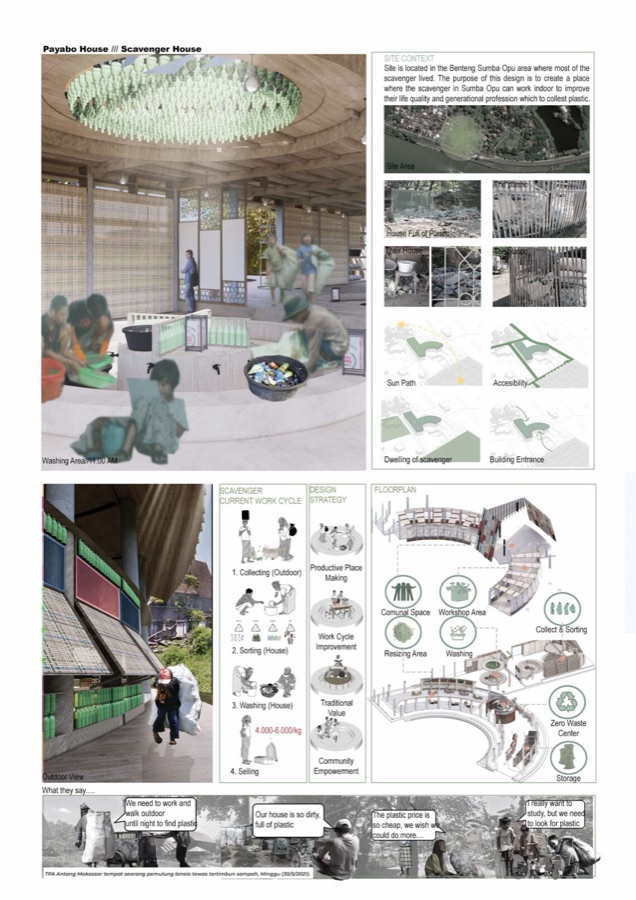 Payabo House /// Scavenger House
SITE CONTEXT
Site is located in the Benteng Sumba Opu area where most of the
scavenger lived. The purpose of this design is to create a place
where the scavenger in Sumba Opu can work indoor to improve
their life quality and generational profession which to collest plastic.
Site Area
House Full of Plastic
Their House
Sun Path
Accesibility
Dwelling of scavenger
Building Entrance
Washing Area/11.00 AM
SCAVENGER
CURRENT WORK CYCLE
1. Collecting (Outdoor)
2. Sorting (House)
3. Washing (House)
4.000-6.000/kg
4. Selling
DESIGN
STRATEGY
Productive Place
Making
Work Cycle
Improvement
Traditional
Value
Community
Empowerment
FLOORPLAN
Comunal Space
Workshop Area
Collect & Sorting
Resizing Area
Washing
Zero Waste
Center
Storage
Outdoor View
What they say.....
We need to work and
walk outdoor
until night to find plastic
Our house is so dirty,
full of plastic
The plastic price is
so cheap, we wish we
could do more....
I really want to
study, but we need
to look for plastic
TPA Antang Makassar tempat seorang pemulung lansia tewas tertimbun sampah, Minggu (30/5/2021)